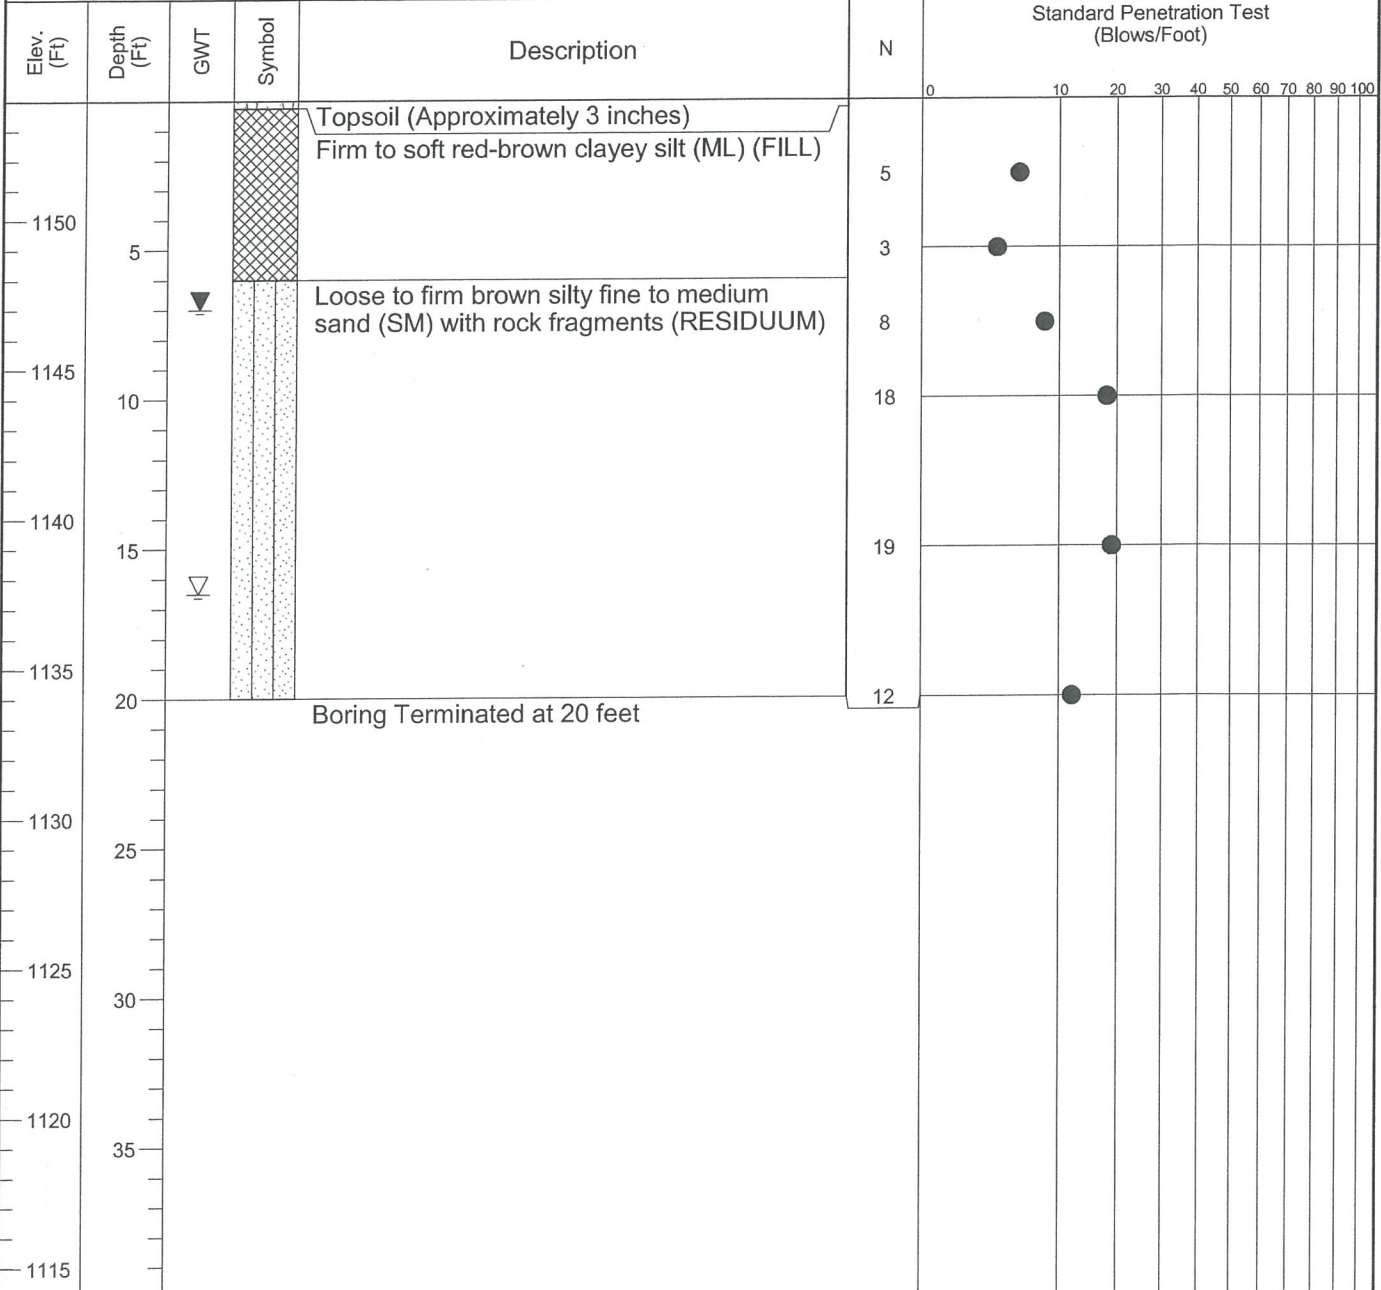 Elev.
(Ft)
Depth
(Ft)
GWT
Symbol
Description
N
Standard Penetration Test
(Blows/Foot)
0 10 20 30 40 50 60 70 80 90 100
Topsoil (Approximately 3 inches)
Firm to soft red-brown clayey silt (ML) (FILL)
5
1150
5
3
Loose to firm brown silty fine to medium
sand (SM) with rock fragments (RESIDUUM)
8
1145
10
18
1140
15
19
1135
20
12
Boring Terminated at 20 feet
1130
25
1125
30
1120
35
1115